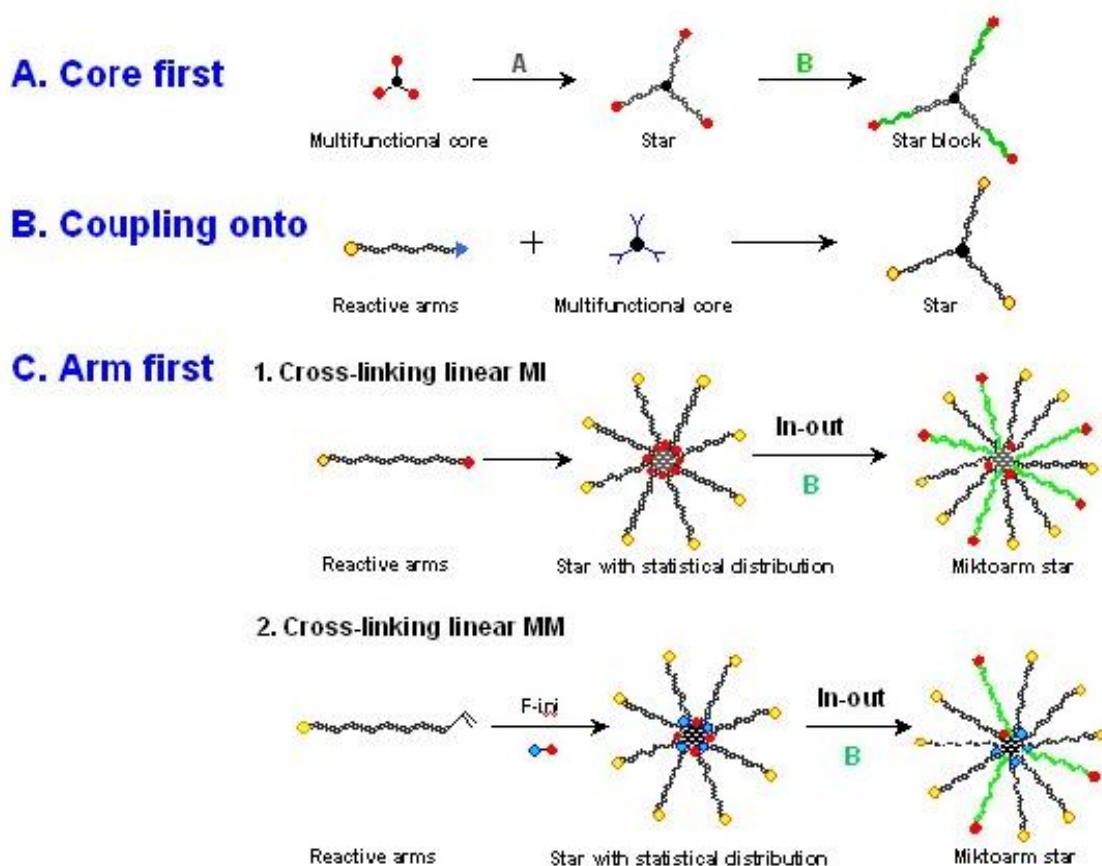 A. Core first
A
B
Multifunctional core
Star
Star block
B. Coupling onto
+
Reactive arms
Multifunctional core
Star
C. Arm first
1. Cross-linking linear MI
In-out
B
Reactive arms
Star with statistical distribution
Miktoarm star
2. Cross-linking linear MM
F-ini
In-out
B
Reactive arms
Star with statistical distribution
Miktoarm star